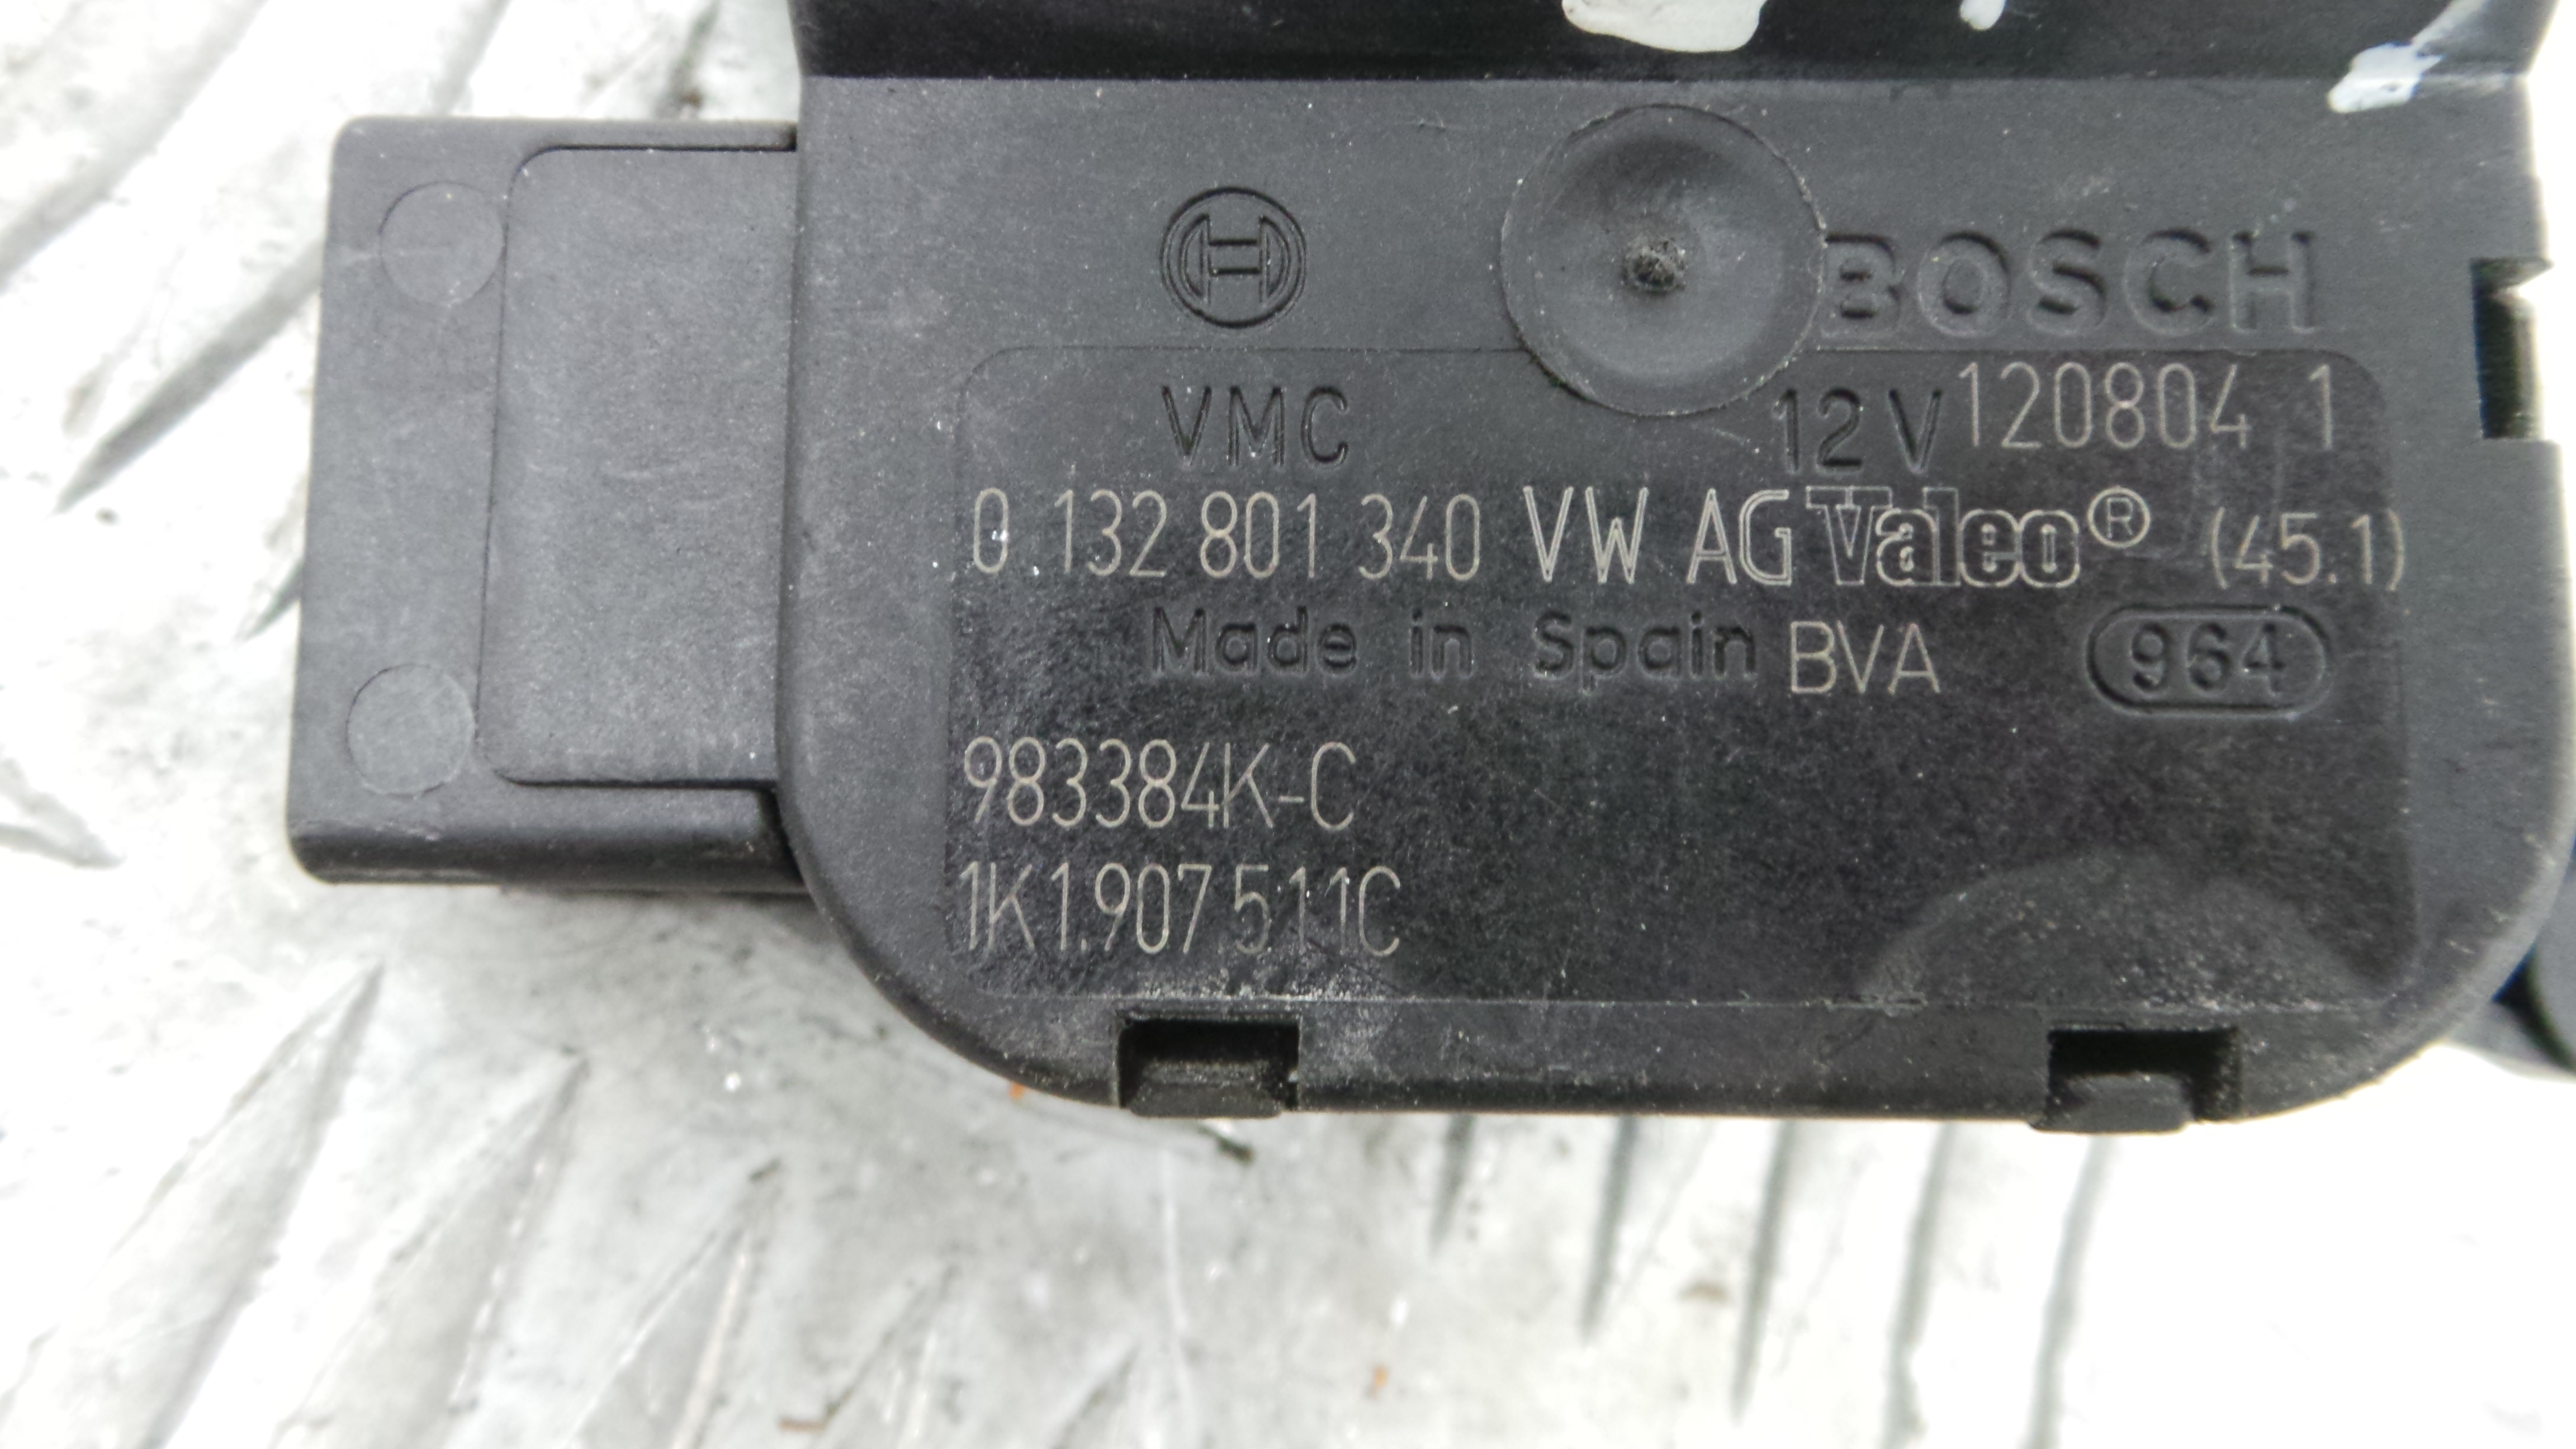 BOSCH
VMC 12V 120804 1
0 132 801 340 VW AG Valeo® (45.1)
Made in Spain BVA 964
983384K-C
1K1.907.511C